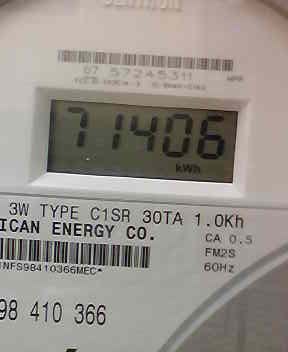 07 57245311
71406
kWh
3W TYPE C1SR 30TA 1.0Kh
ICAN ENERGY CO.
CA 0.5
FM2S
60Hz
INFS98410366MEC*
98 410 366